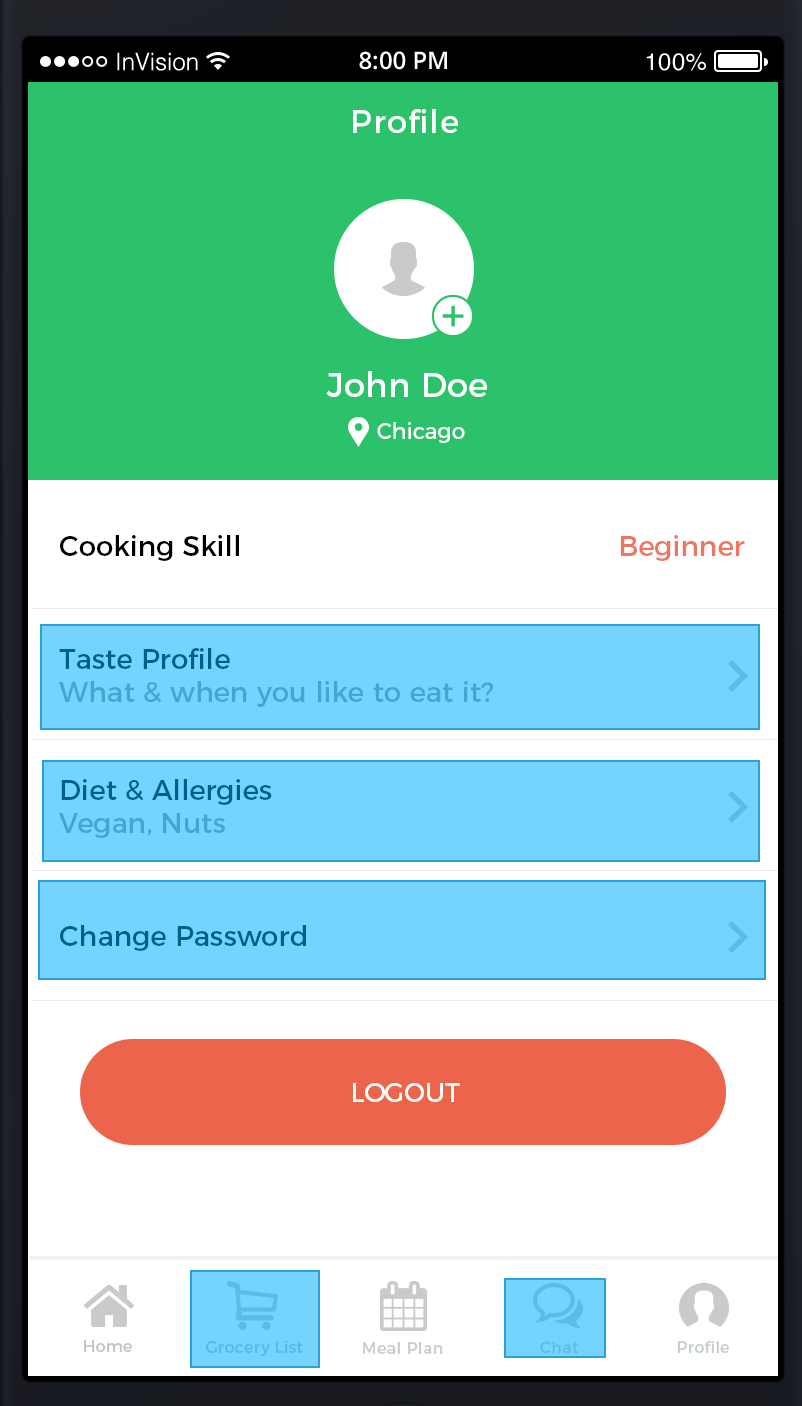 InVision 8:00 PM 100%
Profile
John Doe
Chicago
Cooking Skill Beginner
Taste Profile
What & when you like to eat it?
Diet & Allergies
Vegan, Nuts
Change Password
LOGOUT
Home Grocery List Meal Plan Chat Profile